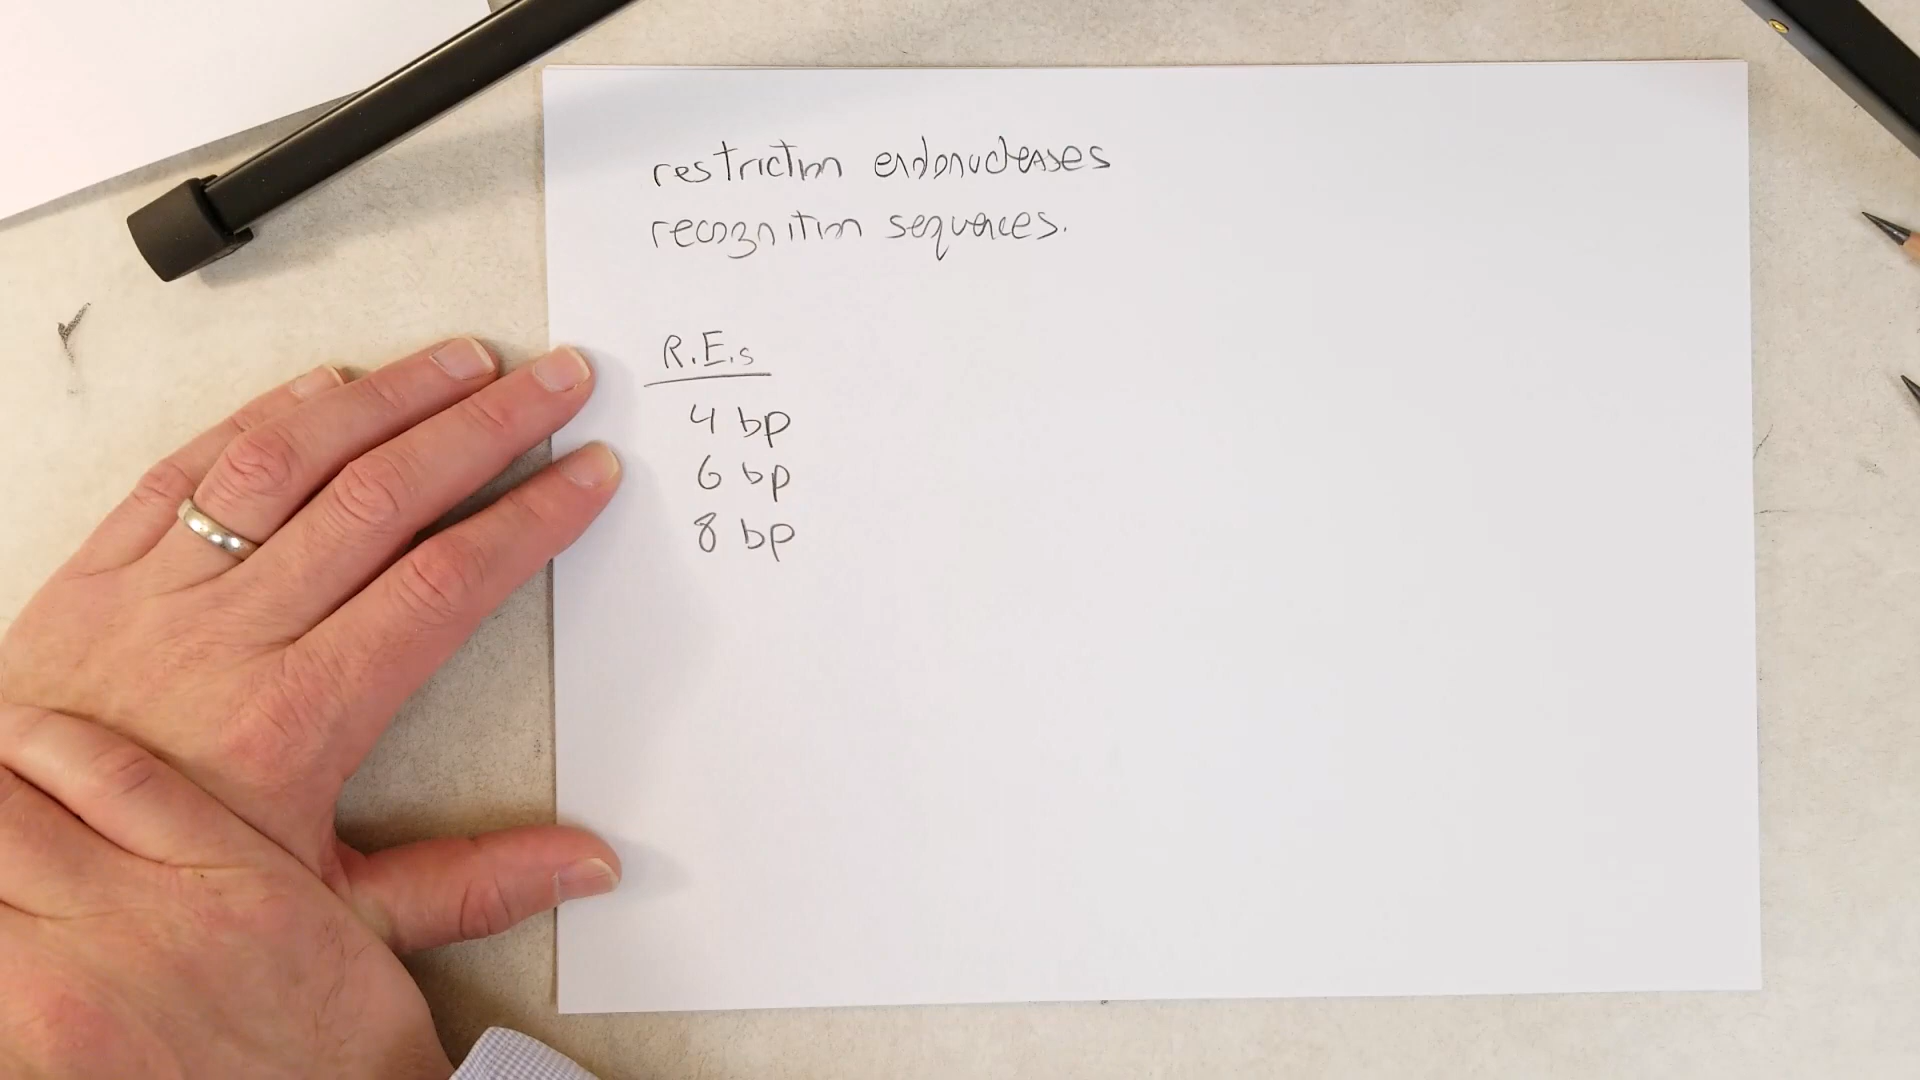 restriction endonucleases
recognition sequences.
R.E.s
4 bp
6 bp
8 bp